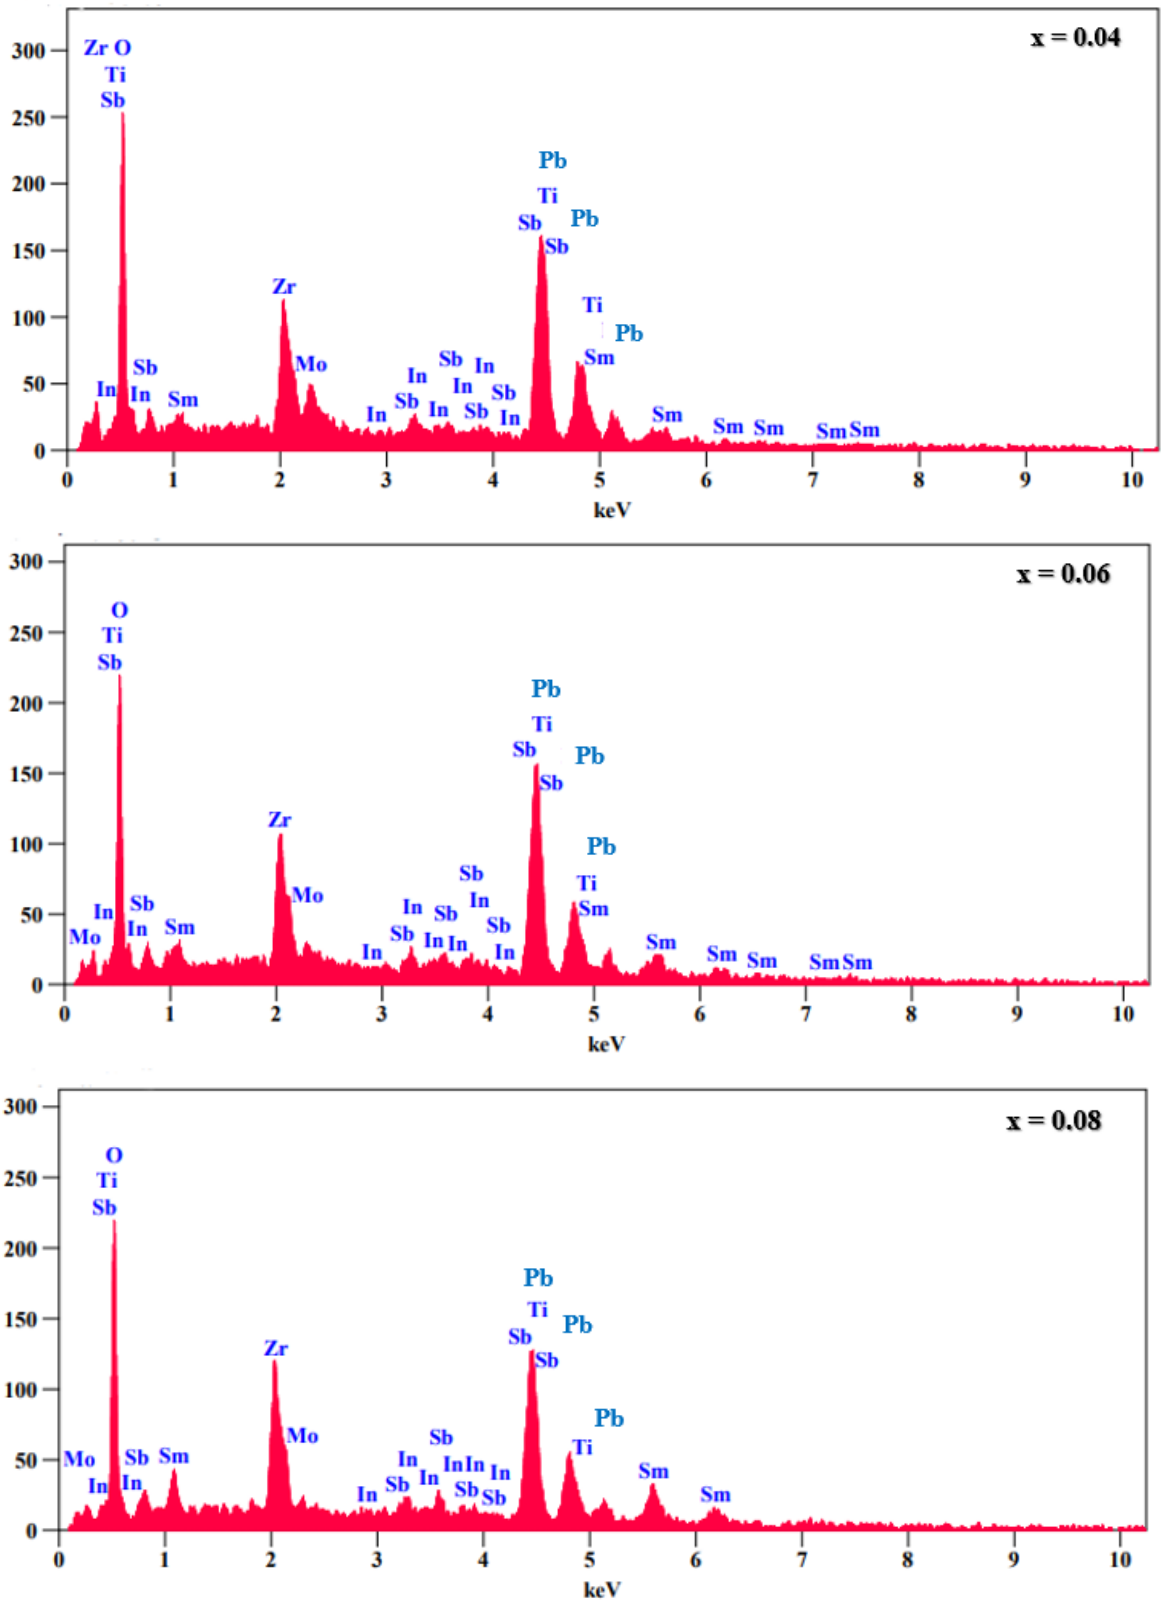 x = 0.04
300
Zr O
Ti
Sb
250
Pb
200
Ti
Sb
Pb
Sb
150
Zr
Ti
100
Pb
Mo
Sm
Sb
In
In
50
In
In
Sb
In
Sm
Sb
In
Sb
In
In
Sb
Sm
Sm
Sm
Sm
Sm
0
0 1 2 3 4 5 6 7 8 9 10
keV
x = 0.06
300
O
Ti
Sb
250
Pb
200
Ti
Sb
Pb
Sb
150
Zr
100
Pb
Ti
Mo
Sm
Sb
In
In
Sb
50
In
Sb
In
Sm
Sb
In
In
Sb
In
In
Mo
Sm
Sm
Sm
Sm
Sm
0
0 1 2 3 4 5 6 7 8 9 10
keV
x = 0.08
300
O
Ti
250
Sb
200
Pb
Ti
Pb
150
Sb
Sb
Zr
100
Pb
Mo
Ti
Sb
Mo
Sb Sm
In
In In
In
50
In
In
Sb
In
Sb
Sb
In
Sm
Sm
0
0 1 2 3 4 5 6 7 8 9 10
keV